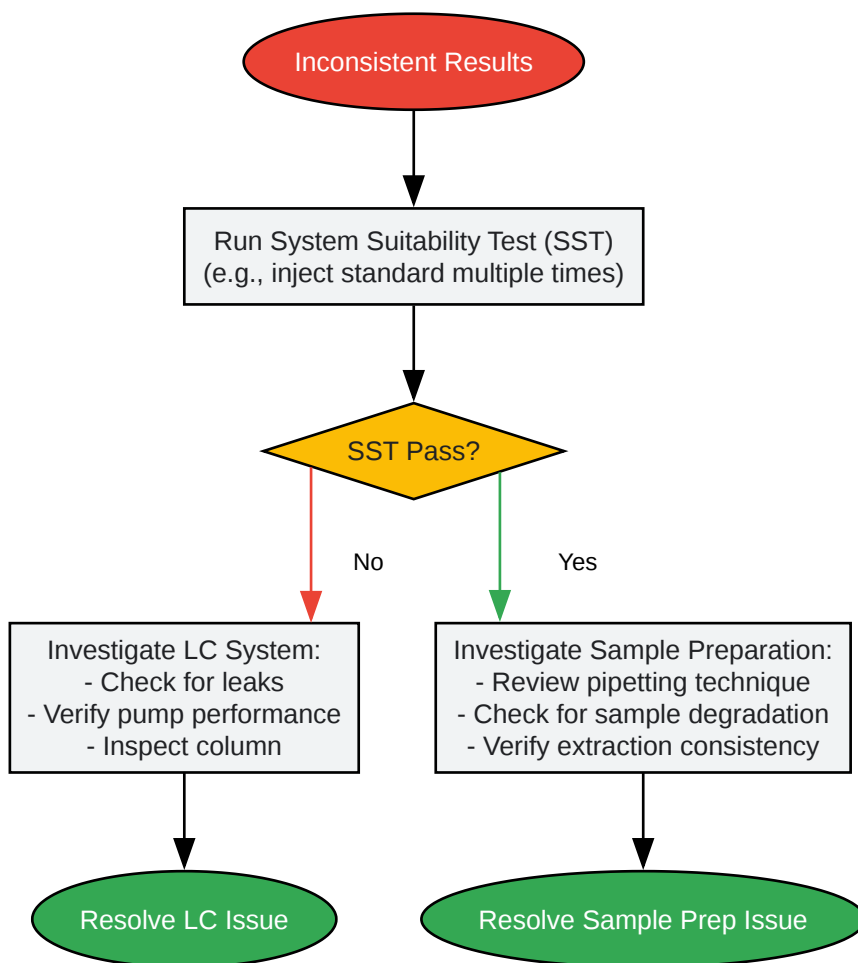 Inconsistent Results
Run System Suitability Test (SST)
(e.g., inject standard multiple times)
SST Pass?
No
Yes
Investigate LC System:
- Check for leaks
- Verify pump performance
- Inspect column
Investigate Sample Preparation:
- Review pipetting technique
- Check for sample degradation
- Verify extraction consistency
Resolve LC Issue
Resolve Sample Prep Issue